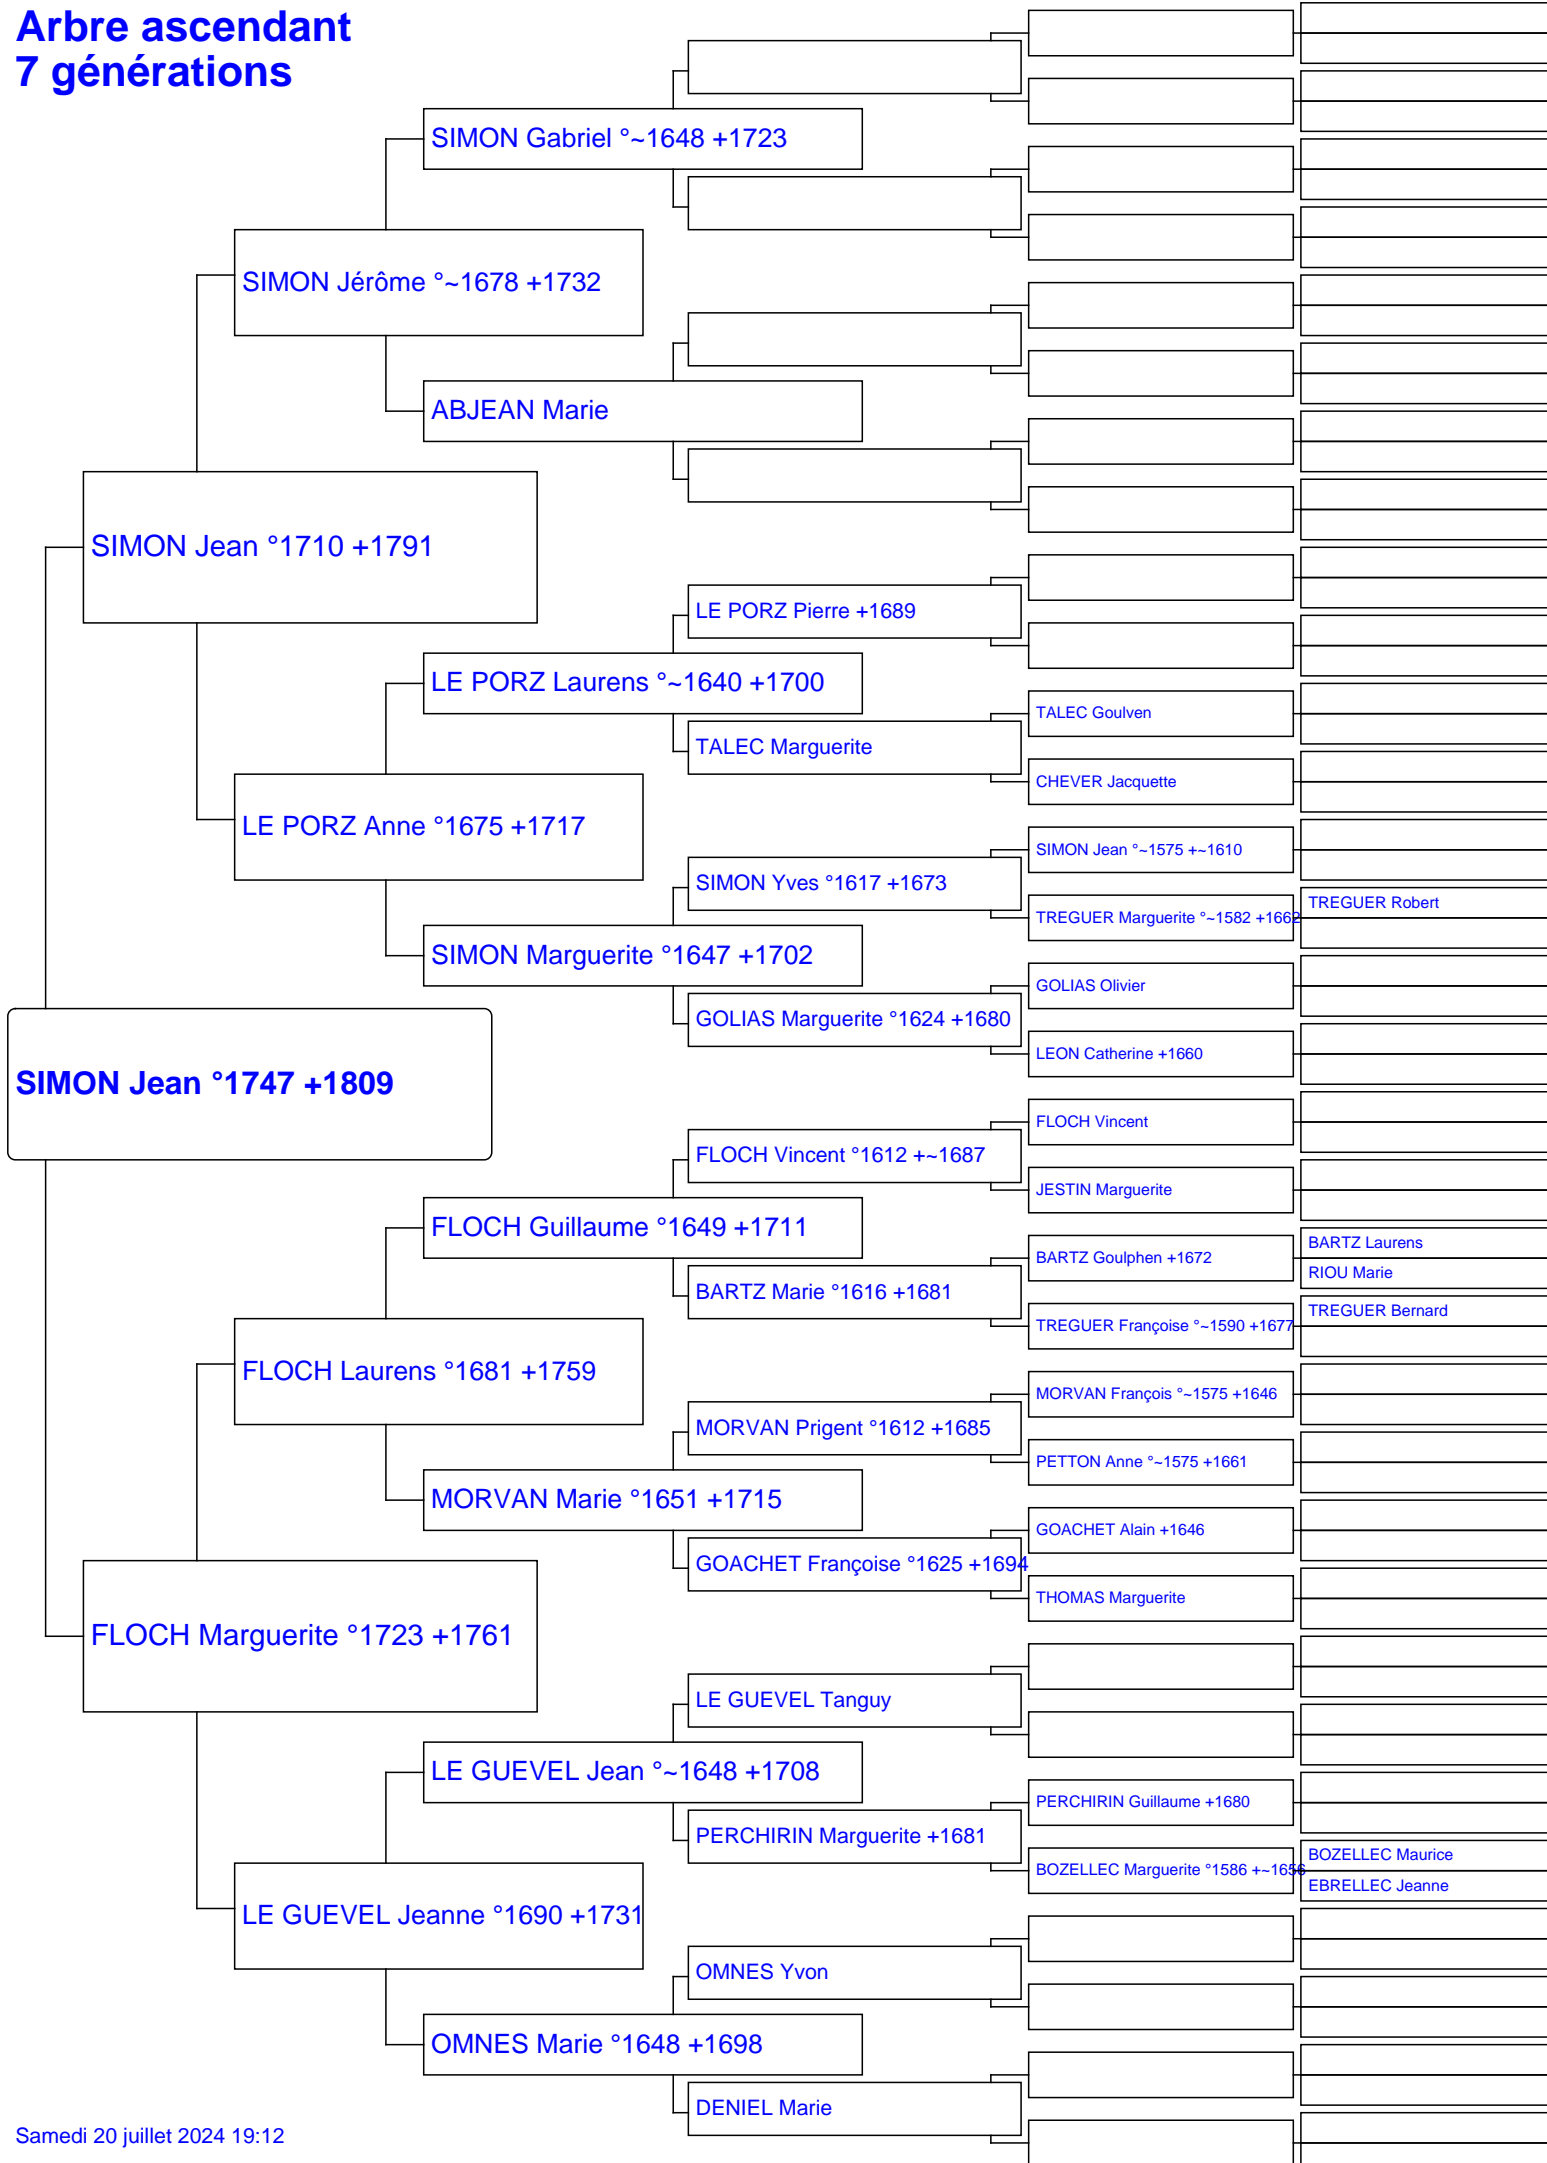 Arbre ascendant
7 générations
SIMON Gabriel °~1648 +1723
SIMON Jérôme °~1678 +1732
ABJEAN Marie
SIMON Jean °1710 +1791
LE PORZ Pierre +1689
LE PORZ Laurens °~1640 +1700
TALEC Goulven
TALEC Marguerite
CHEVER Jacquette
LE PORZ Anne °1675 +1717
SIMON Jean °~1575 +~1610
SIMON Yves °1617 +1673
TREGUER Robert
TREGUER Marguerite °~1582 +1662
SIMON Marguerite °1647 +1702
GOLIAS Olivier
GOLIAS Marguerite °1624 +1680
LEON Catherine +1660
SIMON Jean °1747 +1809
FLOCH Vincent
FLOCH Vincent °1612 +~1687
JESTIN Marguerite
FLOCH Guillaume °1649 +1711
BARTZ Laurens
BARTZ Goulphen +1672
RIOU Marie
BARTZ Marie °1616 +1681
TREGUER Bernard
TREGUER Françoise °~1590 +1677
FLOCH Laurens °1681 +1759
MORVAN François °~1575 +1646
MORVAN Prigent °1612 +1685
PETTON Anne °~1575 +1661
MORVAN Marie °1651 +1715
GOACHET Alain +1646
GOACHET Françoise °1625 +1694
THOMAS Marguerite
FLOCH Marguerite °1723 +1761
LE GUEVEL Tanguy
LE GUEVEL Jean °~1648 +1708
PERCHIRIN Guillaume +1680
PERCHIRIN Marguerite +1681
BOZELLEC Maurice
BOZELLEC Marguerite °1586 +~1656
EBRELLEC Jeanne
LE GUEVEL Jeanne °1690 +1731
OMNES Yvon
OMNES Marie °1648 +1698
DENIEL Marie
Samedi 20 juillet 2024 19:12